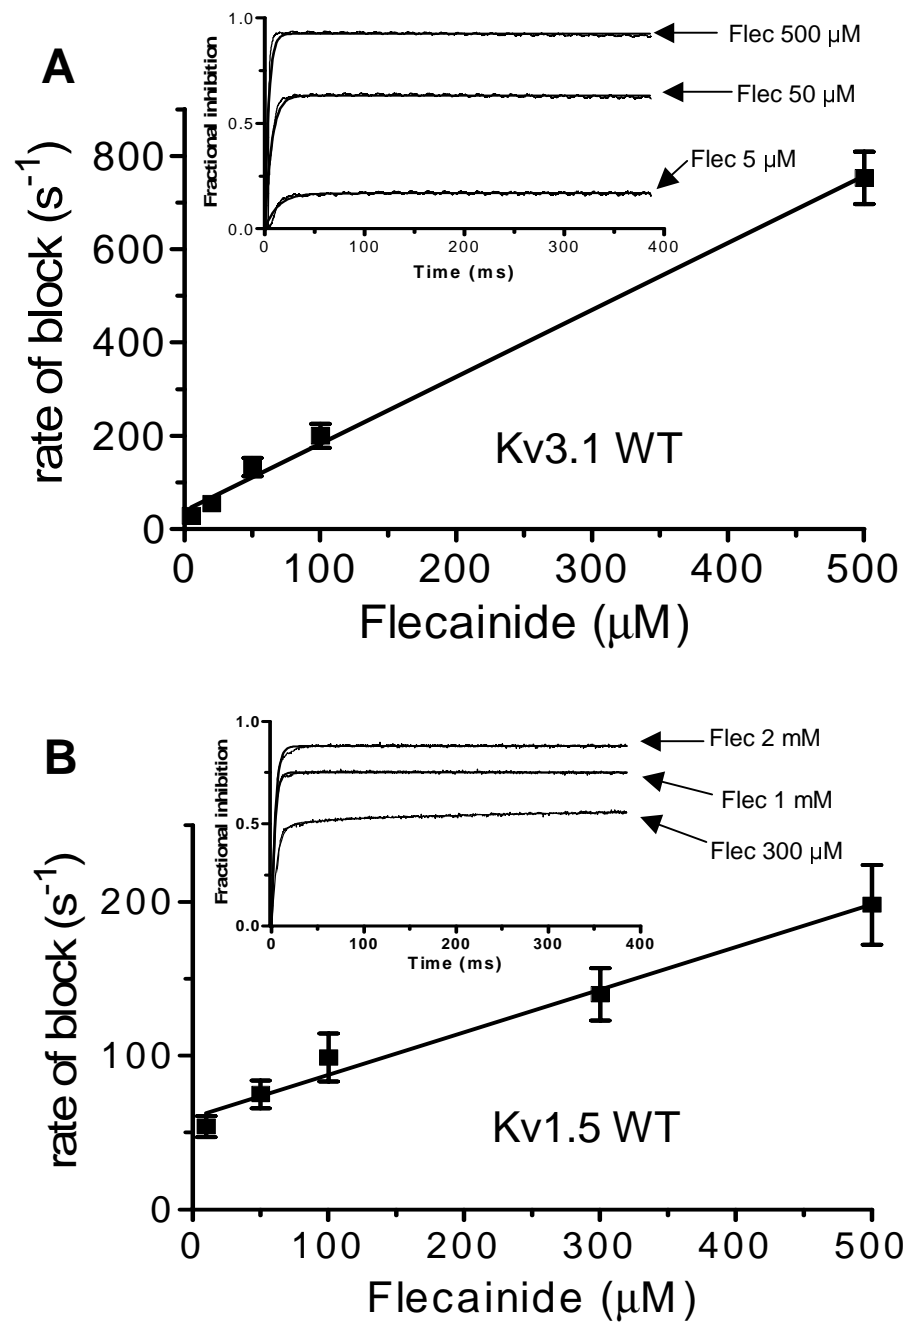 A
Fractional inhibition
1.0
0.5
0.0
0
100
200
300
400
Time (ms)
Flec 500 µM
Flec 50 µM
Flec 5 µM
rate of block (s-1)
800
600
400
200
0
Kv3.1 WT
0
100
200
300
400
500
Flecainide (µM)
B
Fractional inhibition
1.0
0.5
0.0
0
100
200
300
400
Time (ms)
Flec 2 mM
Flec 1 mM
Flec 300 µM
rate of block (s-1)
200
100
0
Kv1.5 WT
0
100
200
300
400
500
Flecainide (µM)